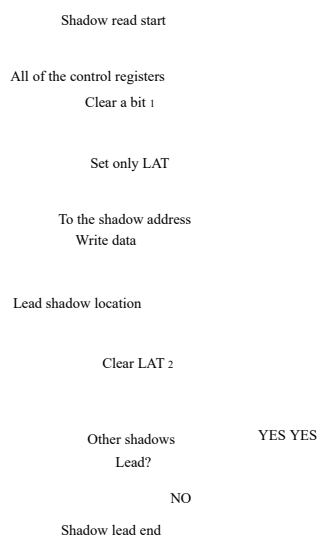 Shadow read start
All of the control registers
Clear a bit 1
Set only LAT
To the shadow address
Write data
Lead shadow location
Clear LAT 2
Other shadows YES YES
Lead?
NO
Shadow lead end